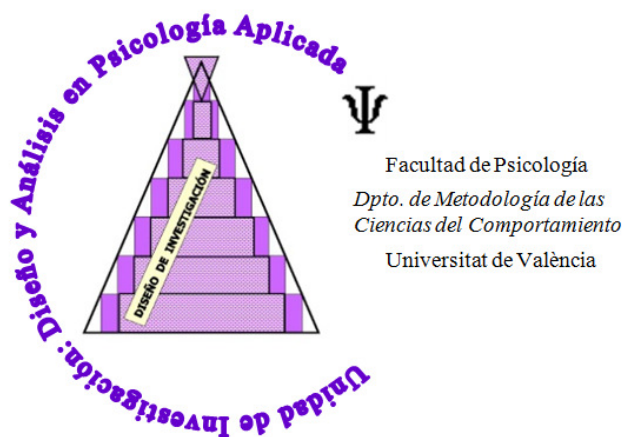 Unidad de Investigación: Diseño y Análisis en Psicología Aplicada
DISEÑO DE INVESTIGACIÓN
Ψ
Facultad de Psicología
Dpto. de Metodología de las
Ciencias del Comportamiento
Universitat de València